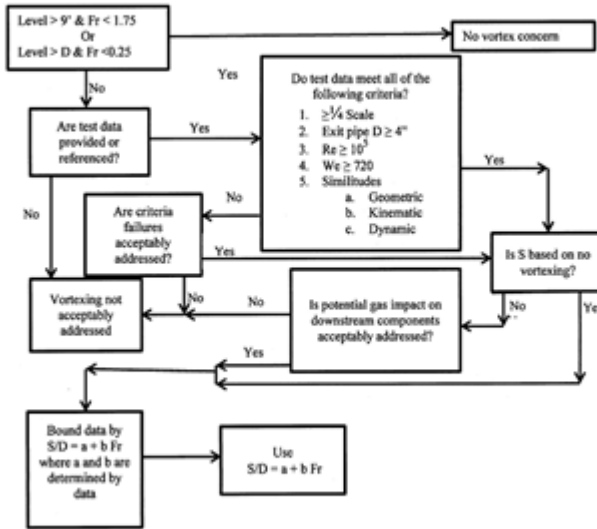 Level > 9' & Fr < 1.75
Or
Level > D & Fr <0.25
No vortex concern
Yes
No
Do test data meet all of the
following criteria?
1. ≥¼ Scale
2. Exit pipe D ≥ 4"
3. Re ≥ 10^5
4. We ≥ 720
5. Similitudes
a. Geometric
b. Kinematic
c. Dynamic
Are test data
provided or
referenced?
Yes
Yes
No
No
Are criteria
failures
acceptably
addressed?
Yes
Is S based on no
vortexing?
No
No
No
Yes
Vortexing not
acceptably
addressed
Is potential gas impact on
downstream components
acceptably addressed?
Yes
Bound data by
S/D = a + b Fr
where a and b are
determined by
data
Use
S/D = a + b Fr